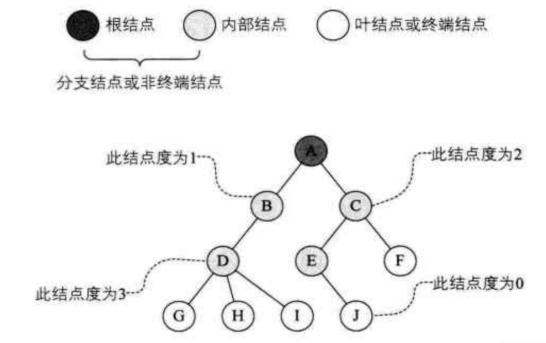 根结点 内部结点 叶结点或终端结点
分支结点或非终端结点
此结点度为1 A 此结点度为2
B C
D E F
此结点度为3 此结点度为0
G H I J